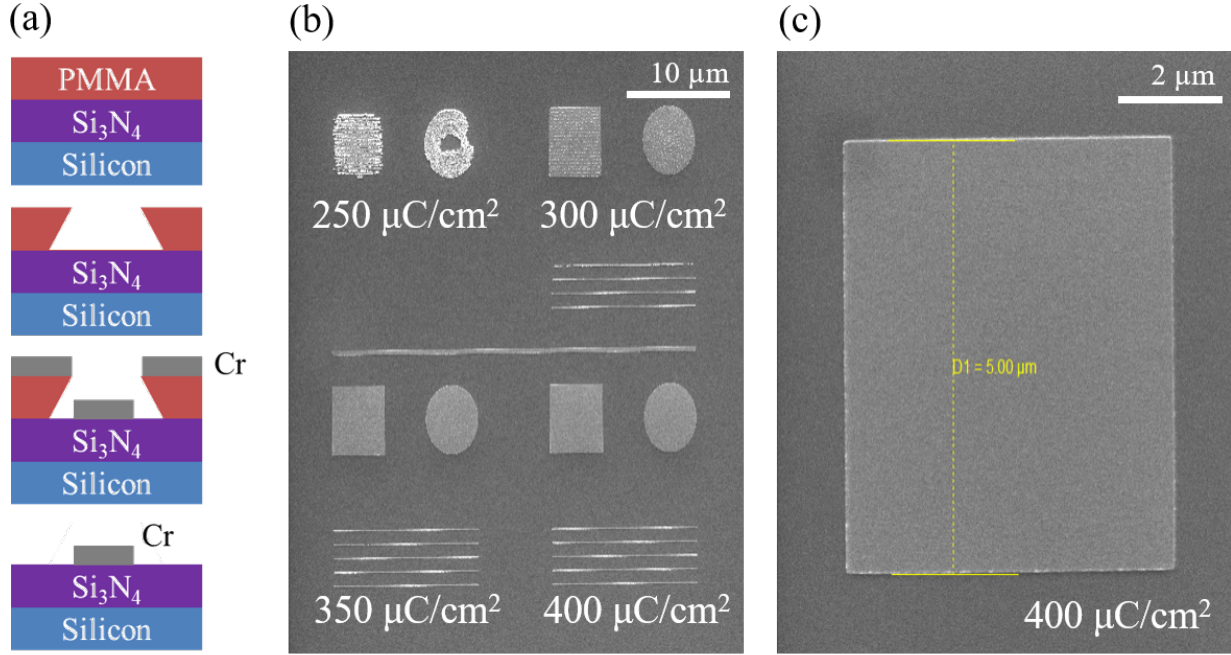 (a)
PMMA
Si₃N₄
Silicon
Si₃N₄
Silicon
Cr
Si₃N₄
Silicon
Cr
Si₃N₄
Silicon
(b)
10 µm
250 µC/cm²
300 µC/cm²
350 µC/cm²
400 µC/cm²
(c)
2 µm
D1 = 5.00 µm
400 µC/cm²